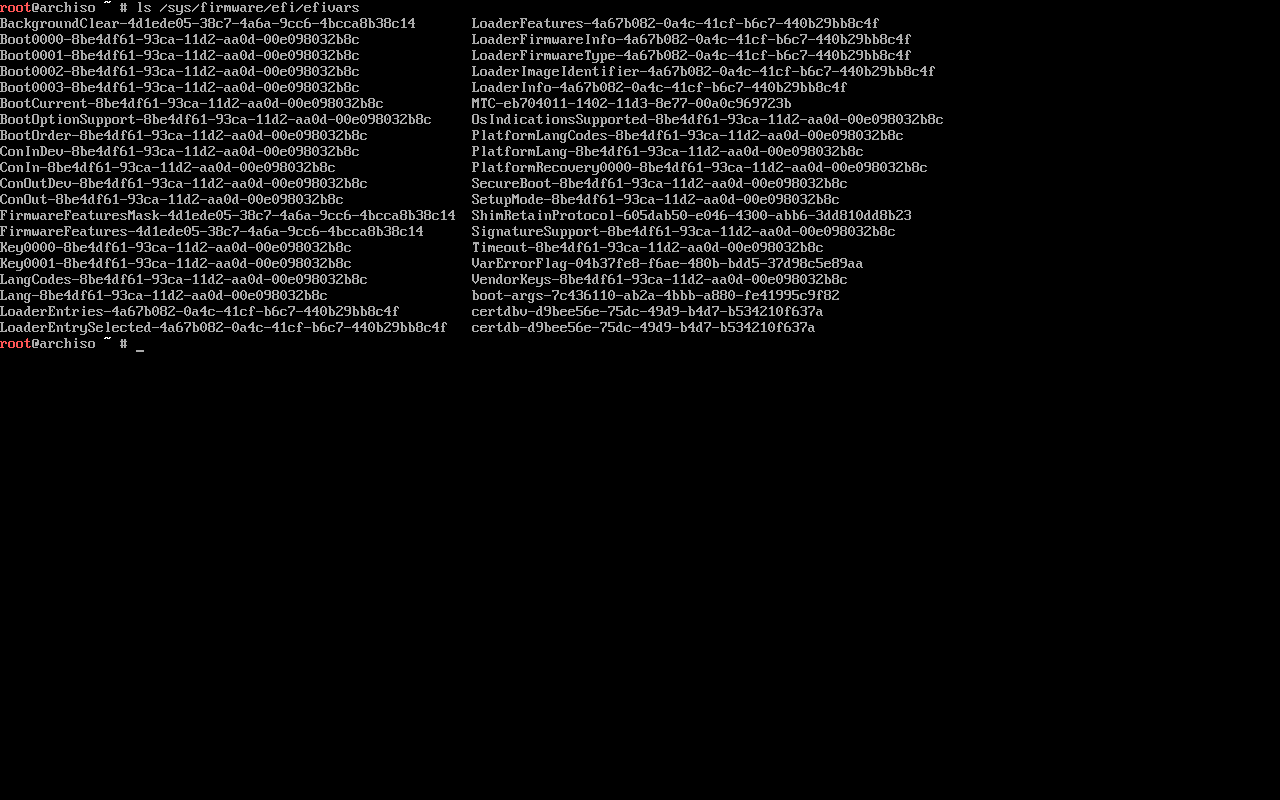 root@archiso ~ # ls /sys/firmware/efi/efivars
BackgroundClear-4d1ede05-38c7-4a6a-9cc6-4bcca8b38c14 LoaderFeatures-4a67b082-0a4c-41cf-b6c7-440b29bb8c4f
Boot0000-8be4df61-93ca-11d2-aa0d-00e098032b8c LoaderFirmwareInfo-4a67b082-0a4c-41cf-b6c7-440b29bb8c4f
Boot0001-8be4df61-93ca-11d2-aa0d-00e098032b8c LoaderFirmwareType-4a67b082-0a4c-41cf-b6c7-440b29bb8c4f
Boot0002-8be4df61-93ca-11d2-aa0d-00e098032b8c LoaderImageIdentifier-4a67b082-0a4c-41cf-b6c7-440b29bb8c4f
Boot0003-8be4df61-93ca-11d2-aa0d-00e098032b8c LoaderInfo-4a67b082-0a4c-41cf-b6c7-440b29bb8c4f
BootCurrent-8be4df61-93ca-11d2-aa0d-00e098032b8c MTC-eb704011-1402-11d3-8e77-00a0c969723b
BootOptionSupport-8be4df61-93ca-11d2-aa0d-00e098032b8c OsIndicationsSupported-8be4df61-93ca-11d2-aa0d-00e098032b8c
BootOrder-8be4df61-93ca-11d2-aa0d-00e098032b8c PlatformLangCodes-8be4df61-93ca-11d2-aa0d-00e098032b8c
ConInDev-8be4df61-93ca-11d2-aa0d-00e098032b8c PlatformLang-8be4df61-93ca-11d2-aa0d-00e098032b8c
ConIn-8be4df61-93ca-11d2-aa0d-00e098032b8c PlatformRecovery0000-8be4df61-93ca-11d2-aa0d-00e098032b8c
ConOutDev-8be4df61-93ca-11d2-aa0d-00e098032b8c SecureBoot-8be4df61-93ca-11d2-aa0d-00e098032b8c
ConOut-8be4df61-93ca-11d2-aa0d-00e098032b8c SetupMode-8be4df61-93ca-11d2-aa0d-00e098032b8c
FirmwareFeaturesMask-4d1ede05-38c7-4a6a-9cc6-4bcca8b38c14 ShimRetainProtocol-605dab50-e046-4300-abb6-3dd810dd8b23
FirmwareFeatures-4d1ede05-38c7-4a6a-9cc6-4bcca8b38c14 SignatureSupport-8be4df61-93ca-11d2-aa0d-00e098032b8c
Key0000-8be4df61-93ca-11d2-aa0d-00e098032b8c Timeout-8be4df61-93ca-11d2-aa0d-00e098032b8c
Key0001-8be4df61-93ca-11d2-aa0d-00e098032b8c VarErrorFlag-04b37fe8-f6ae-480b-bdd5-37d98c5e89aa
LangCodes-8be4df61-93ca-11d2-aa0d-00e098032b8c VendorKeys-8be4df61-93ca-11d2-aa0d-00e098032b8c
Lang-8be4df61-93ca-11d2-aa0d-00e098032b8c boot-args-7c436110-ab2a-4bbb-a880-fe41995c9f82
LoaderEntries-4a67b082-0a4c-41cf-b6c7-440b29bb8c4f certdbv-d9bee56e-75dc-49d9-b4d7-b534210f637a
LoaderEntrySelected-4a67b082-0a4c-41cf-b6c7-440b29bb8c4f certdb-d9bee56e-75dc-49d9-b4d7-b534210f637a
root@archiso ~ # _